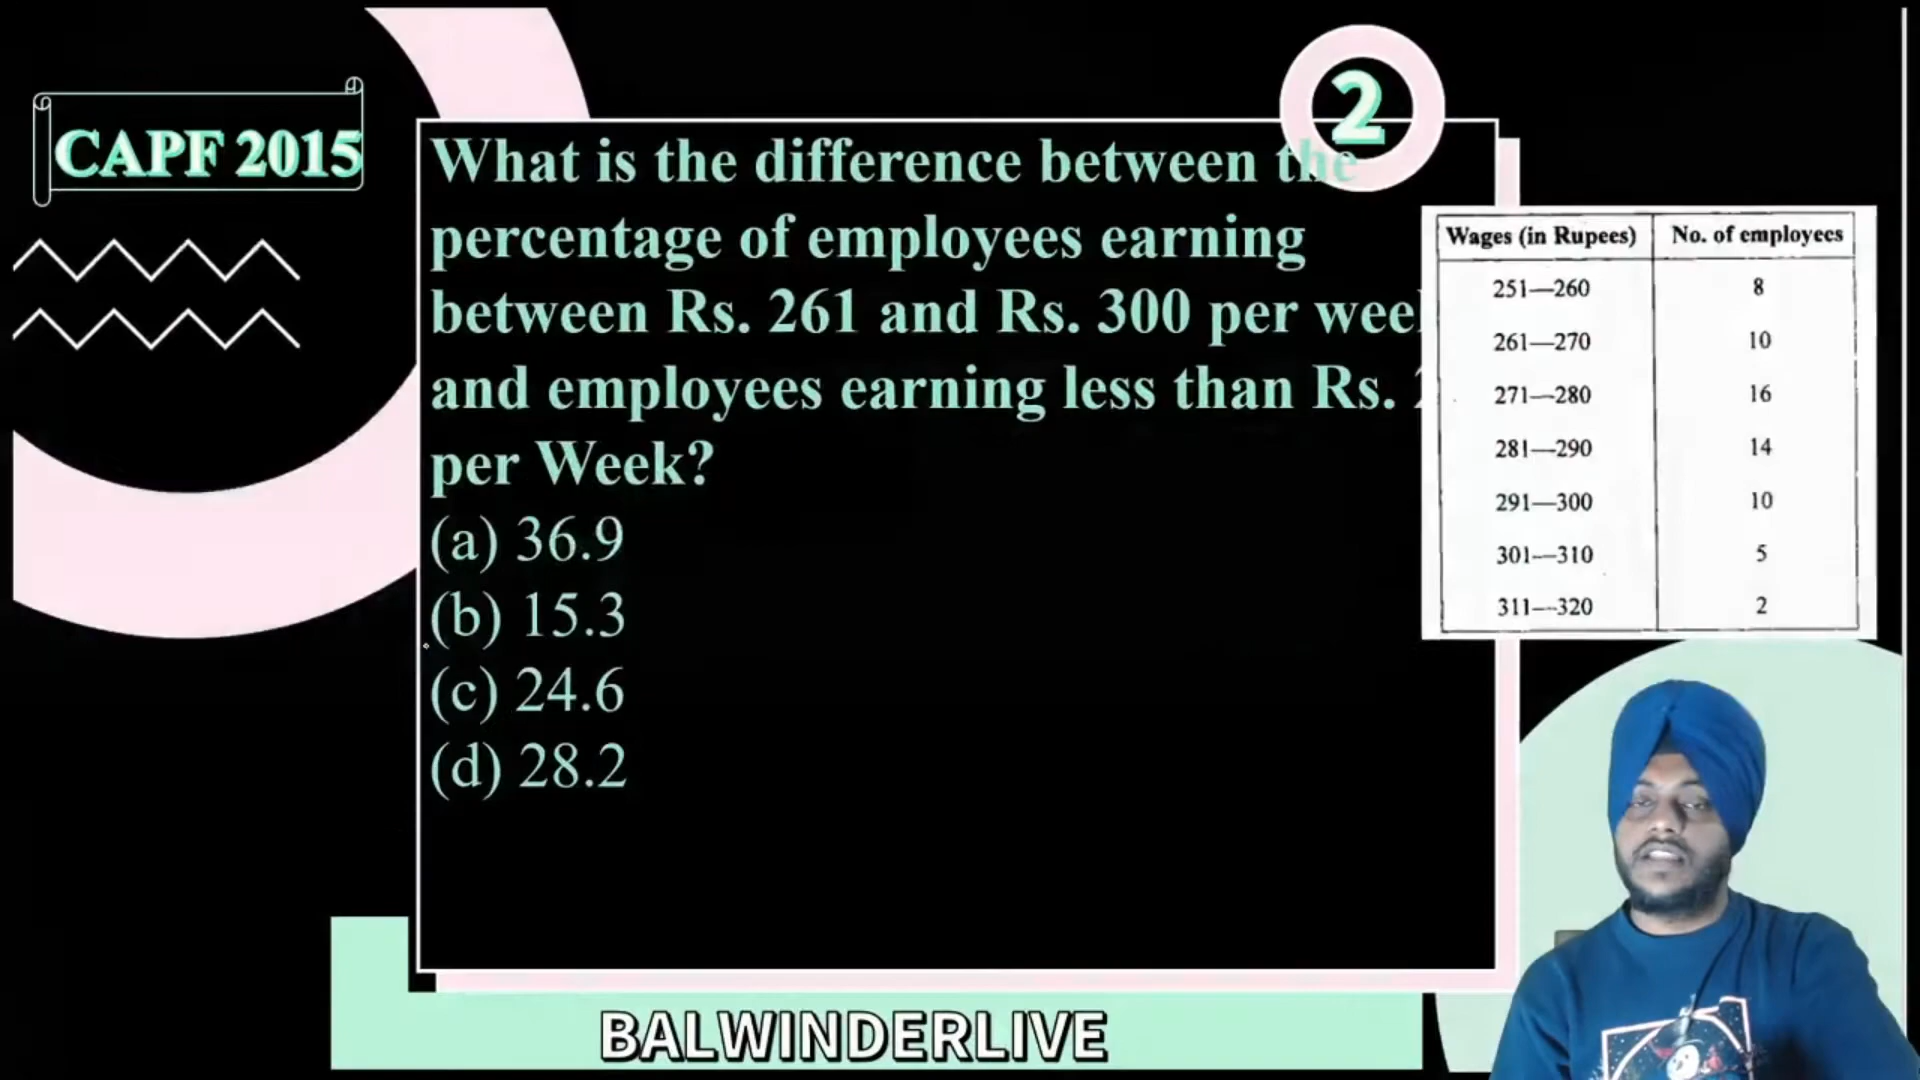 CAPF 2015
2
What is the difference between the
percentage of employees earning
between Rs. 261 and Rs. 300 per
and employees earning less than Rs.
per Week?
(a) 36.9
(b) 15.3
(c) 24.6
(d) 28.2
Wages (in Rupees) No. of employees
251—260 8
261—270 10
271—280 16
281—290 14
291—300 10
301—310 5
311—320 2
BALWINDERLIVE